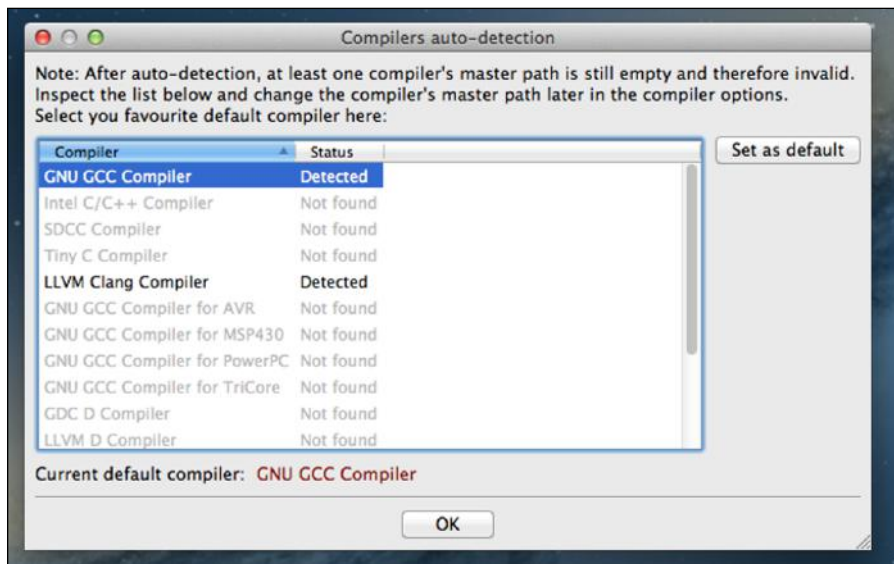 Compilers auto-detection
Note: After auto-detection, at least one compiler's master path is still empty and therefore invalid.
Inspect the list below and change the compiler's master path later in the compiler options.
Select you favourite default compiler here:
Compiler Status
Set as default
GNU GCC Compiler Detected
Intel C/C++ Compiler Not found
SDCC Compiler Not found
Tiny C Compiler Not found
LLVM Clang Compiler Detected
GNU GCC Compiler for AVR Not found
GNU GCC Compiler for MSP430 Not found
GNU GCC Compiler for PowerPC Not found
GNU GCC Compiler for TriCore Not found
GDC D Compiler Not found
LLVM D Compiler Not found
Current default compiler: GNU GCC Compiler
OK